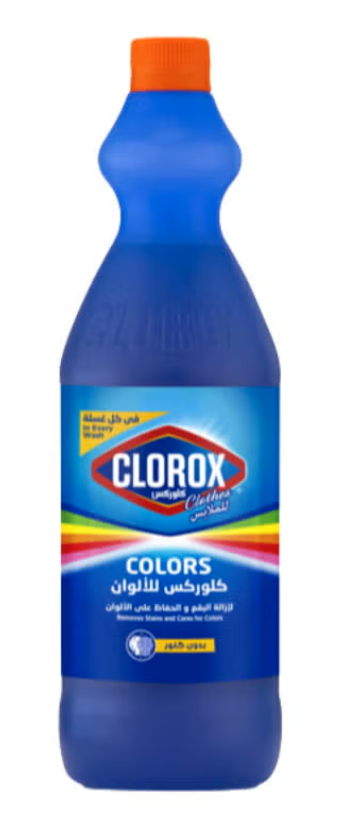 في كل غسلة
In Every
Wash
CLOROX
كلوركس
Clothes
للملابس
COLORS
كلوركس للألوان
لإزالة البقع و الحفاظ على الألوان
Removes Stains and Cares for Colors
بدون كلور